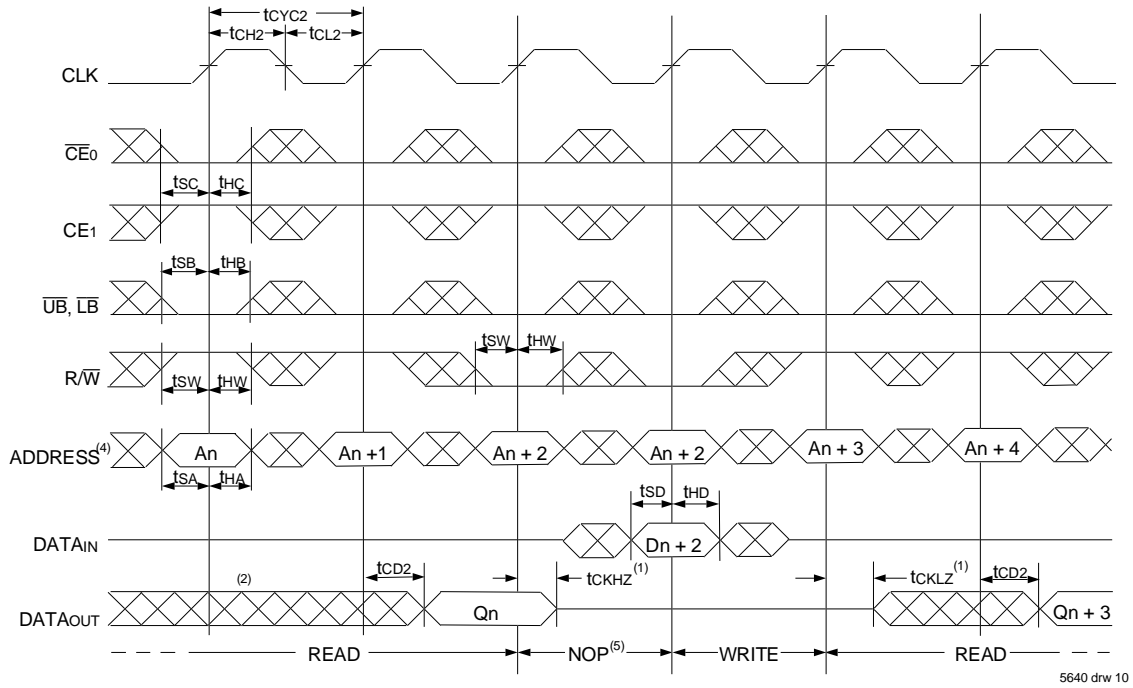 tCYC2
tCH2 tCL2
CLK
CE0
tSC tHC
CE1
tSB tHB
UB, LB
tSW tHW
R/W
tSW tHW
ADDRESS(4) An An +1 An + 2 An + 2 An + 3 An + 4
tSA tHA
tSD tHD
DATAIN Dn + 2
(2) tCD2 tCKHZ(1) tCKLZ(1) tCD2
DATAOUT Qn Qn + 3
READ NOP(5) WRITE READ
5640 drw 10